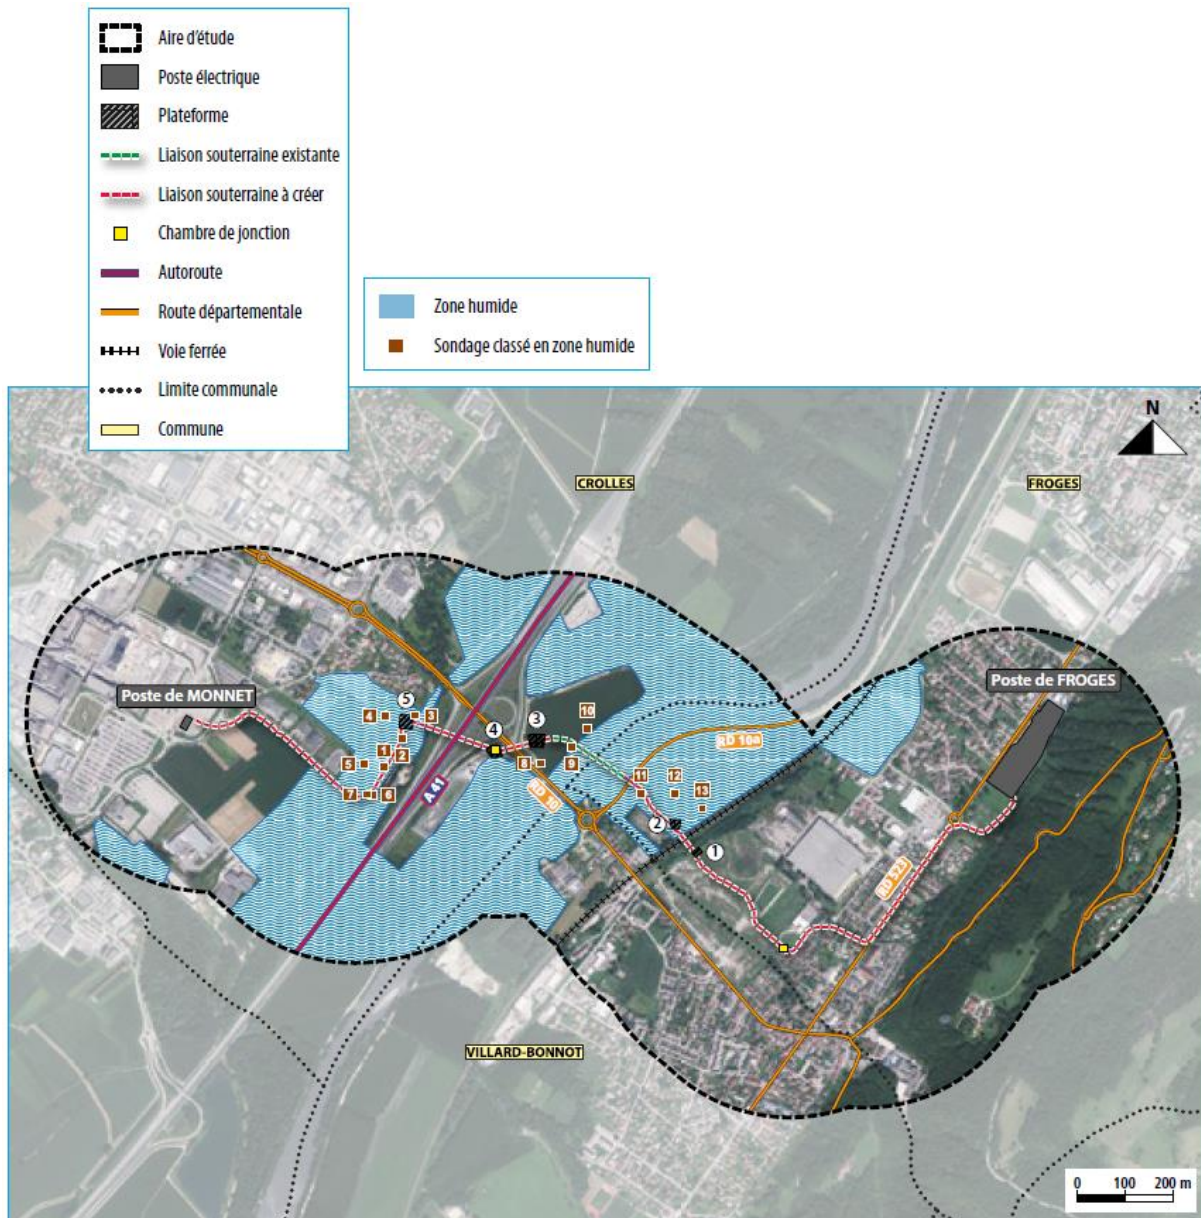 Aire d'étude
Poste électrique
Plateforme
Liaison souterraine existante
Liaison souterraine à créer
Chambre de jonction
Autoroute
Route départementale
Voie ferrée
Limite communale
Commune
Zone humide
Sondage classé en zone humide
N
CROLLES
FROGES
Poste de MONNET
Poste de FROGES
5
4
3
3
10
4
1
2
5
8
9
7
6
A 41
RD 10
RD 10a
11
12
13
2
1
RD 523
VILLARD-BONNOT
0 100 200 m